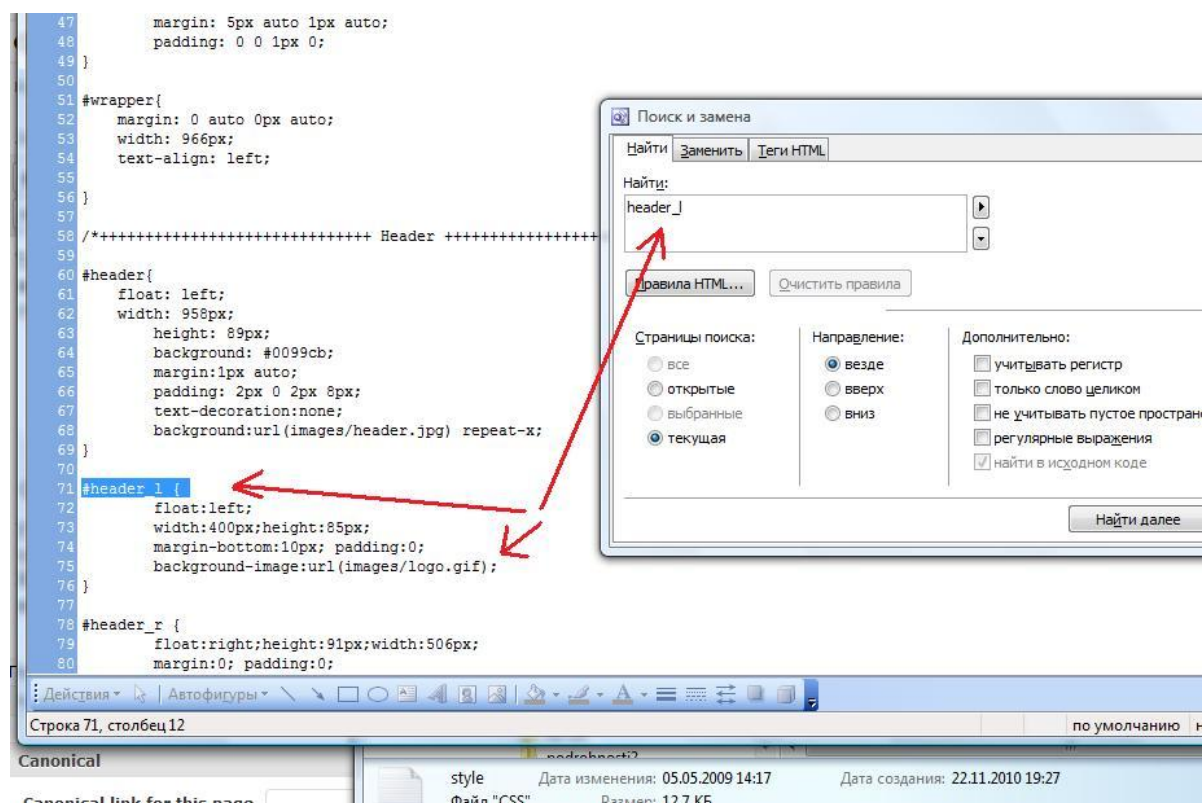 47 margin: 5px auto 1px auto;
48 padding: 0 0 1px 0;
49 }
50
51 #wrapper{
52 margin: 0 auto 0px auto;
53 width: 966px;
54 text-align: left;
55
56 }
57
58 /*++++++++++++++++++++++++++++++ Header +++++++++++++++++
59
60 #header{
61 float: left;
62 width: 958px;
63 height: 89px;
64 background: #0099cb;
65 margin:1px auto;
66 padding: 2px 0 2px 8px;
67 text-decoration:none;
68 background:url(images/header.jpg) repeat-x;
69 }
70
71 #header_l {
72 float:left;
73 width:400px;height:85px;
74 margin-bottom:10px; padding:0;
75 background-image:url(images/logo.gif);
76 }
77
78 #header_r {
79 float:right;height:91px;width:506px;
80 margin:0; padding:0;
Поиск и замена
Найти Заменить Теги HTML
Найти:
header_l
Правила HTML... Очистить правила
Страницы поиска:
все
открытые
выбранные
текущая
Направление:
везде
вверх
вниз
Дополнительно:
учитывать регистр
только слово целиком
не учитывать пустое простран
регулярные выражения
найти в исходном коде
Найти далее
Действия Автофигуры
Строка 71, столбец 12 по умолчанию
Canonical
Canonical link for this page
podrobnosti2
style Дата изменения: 05.05.2009 14:17 Дата создания: 22.11.2010 19:27
Файл "CSS" Размер: 12,7 КБ